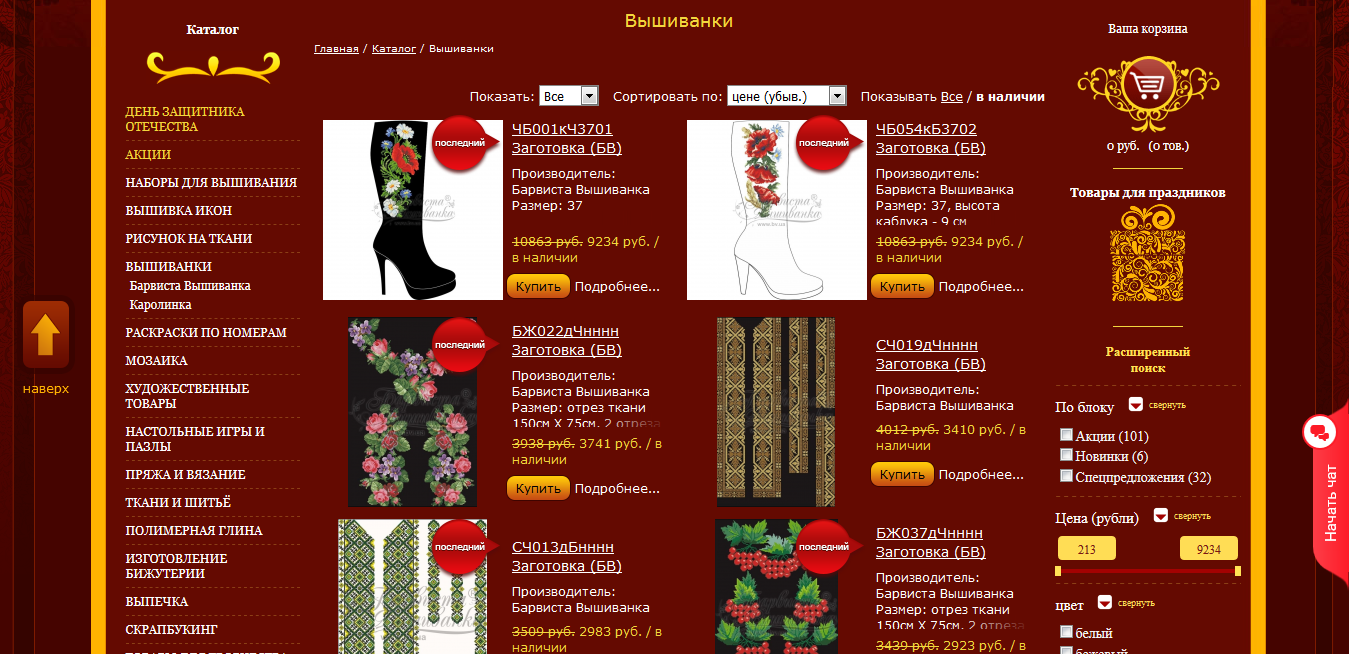 Каталог
ДЕНЬ ЗАЩИТНИКА
ОТЕЧЕСТВА
АКЦИИ
НАБОРЫ ДЛЯ ВЫШИВАНИЯ
ВЫШИВКА ИКОН
РИСУНОК НА ТКАНИ
ВЫШИВАНКИ
Барвиста Вышиванка
Каролинка
РАСКРАСКИ ПО НОМЕРАМ
МОЗАИКА
ХУДОЖЕСТВЕННЫЕ
ТОВАРЫ
НАСТОЛЬНЫЕ ИГРЫ И
ПАЗЛЫ
ПРЯЖА И ВЯЗАНИЕ
ТКАНИ И ШИТЬЁ
ПОЛИМЕРНАЯ ГЛИНА
ИЗГОТОВЛЕНИЕ
БИЖУТЕРИИ
ВЫПЕЧКА
СКРАПБУКИНГ
наверх
Вышиванки
Главная / Каталог / Вышиванки
Показать: Все Сортировать по: цене (убыв.) Показывать Все / в наличии
последний
ЧБ001кЧ3701
Заготовка (БВ)
Производитель:
Барвиста Вышиванка
Размер: 37
10863 руб. 9234 руб. /
в наличии
Купить Подробнее...
последний
ЧБ054кБ3702
Заготовка (БВ)
Производитель:
Барвиста Вышиванка
Размер: 37, высота
каблука - 9 см
10863 руб. 9234 руб. /
в наличии
Купить Подробнее...
последний
БЖ022дЧнннн
Заготовка (БВ)
Производитель:
Барвиста Вышиванка
Размер: отрез ткани
150см Х 75см. 2 отреза
3938 руб. 3741 руб. / в
наличии
Купить Подробнее...
СЧ019дЧнннн
Заготовка (БВ)
Производитель:
Барвиста Вышиванка
4012 руб. 3410 руб. / в
наличии
Купить Подробнее...
последний
СЧ013дБнннн
Заготовка (БВ)
Производитель:
Барвиста Вышиванка
3509 руб. 2983 руб. / в
наличии
последний
БЖ037дЧнннн
Заготовка (БВ)
Производитель:
Барвиста Вышиванка
Размер: отрез ткани
150см Х 75см. 2 отреза
3439 руб. 2923 руб. / в
Ваша корзина
0 руб. (0 тов.)
Товары для праздников
Расширенный
поиск
По блоку свернуть
Акции (101)
Новинки (6)
Спецпредложения (32)
Цена (рубли) свернуть
213 9234
цвет свернуть
белый
бежевый
Начать чат